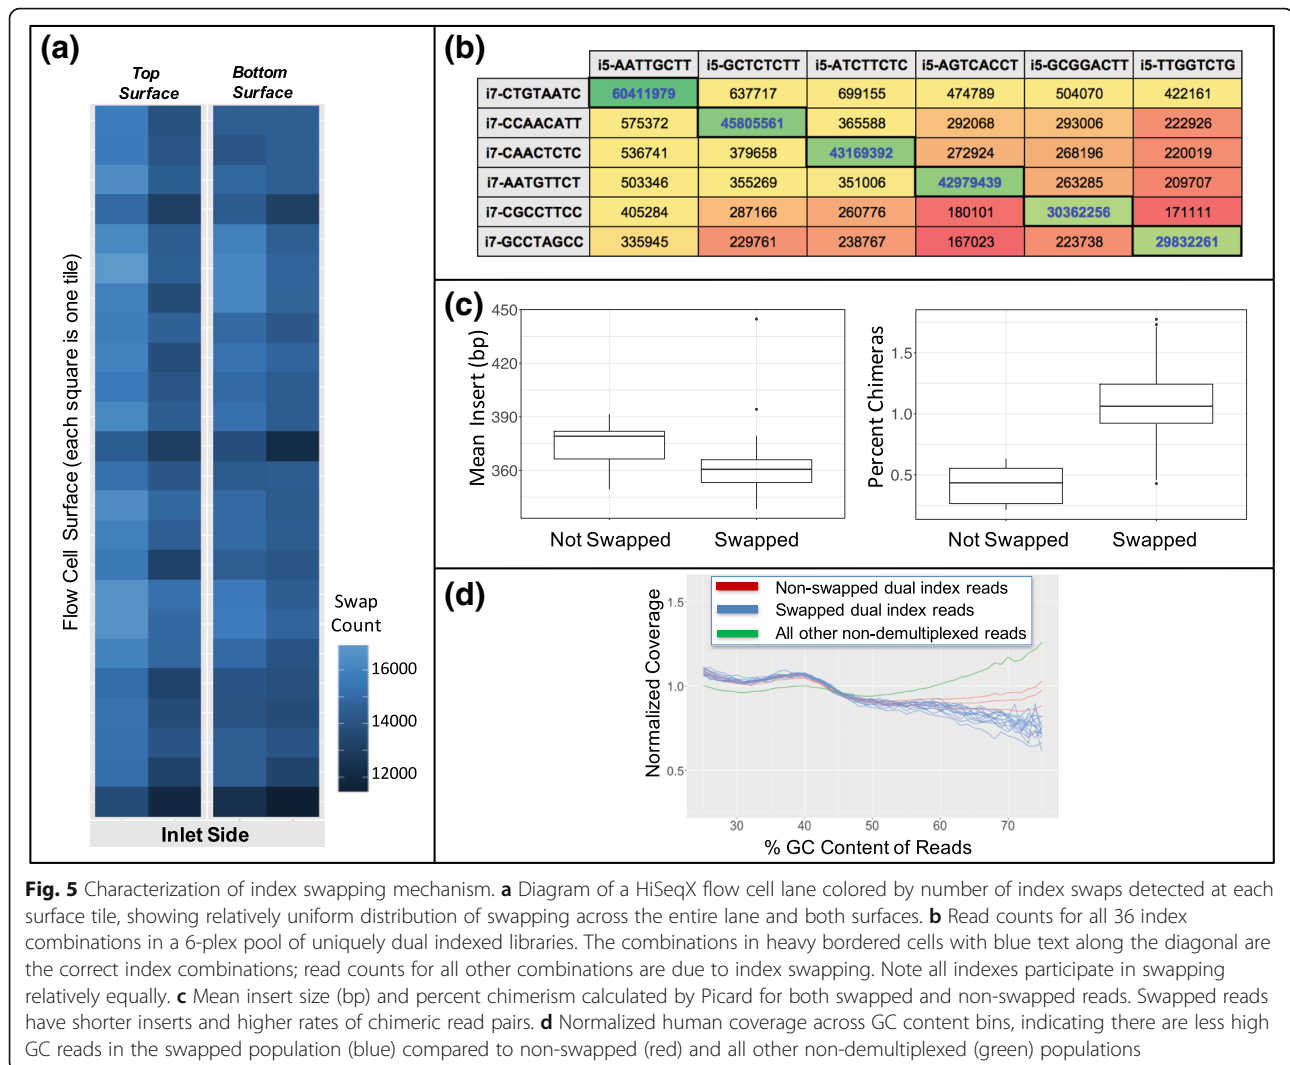 (a)
Top Surface
Bottom Surface
Flow Cell Surface (each square is one tile)
Inlet Side
Swap Count
16000
14000
12000
(b)
i5-AATTGCTT i5-GCTCTCTT i5-ATCTTCTC i5-AGTCACCT i5-GCGGACTT i5-TTGGTCTG
i7-CTGTAATC 60411979 637717 699155 474789 504070 422161
i7-CCAACATT 575372 45805561 365588 292068 293006 222926
i7-CAACTCTC 536741 379658 43169392 272924 268196 220019
i7-AATGTTCT 503346 355269 351006 42979439 263285 209707
i7-CGCCTTCC 405284 287166 260776 180101 30362256 171111
i7-GCCTAGCC 335945 229761 238767 167023 223738 29832261
(c)
Mean Insert (bp)
450
420
390
360
Not Swapped Swapped
Percent Chimeras
1.5
1.0
0.5
Not Swapped Swapped
(d)
Normalized Coverage
1.5
1.0
0.5
Non-swapped dual index reads
Swapped dual index reads
All other non-demultiplexed reads
30 40 50 60 70
% GC Content of Reads
Fig. 5 Characterization of index swapping mechanism. a Diagram of a HiSeqX flow cell lane colored by number of index swaps detected at each
surface tile, showing relatively uniform distribution of swapping across the entire lane and both surfaces. b Read counts for all 36 index
combinations in a 6-plex pool of uniquely dual indexed libraries. The combinations in heavy bordered cells with blue text along the diagonal are
the correct index combinations; read counts for all other combinations are due to index swapping. Note all indexes participate in swapping
relatively equally. c Mean insert size (bp) and percent chimerism calculated by Picard for both swapped and non-swapped reads. Swapped reads
have shorter inserts and higher rates of chimeric read pairs. d Normalized human coverage across GC content bins, indicating there are less high
GC reads in the swapped population (blue) compared to non-swapped (red) and all other non-demultiplexed (green) populations